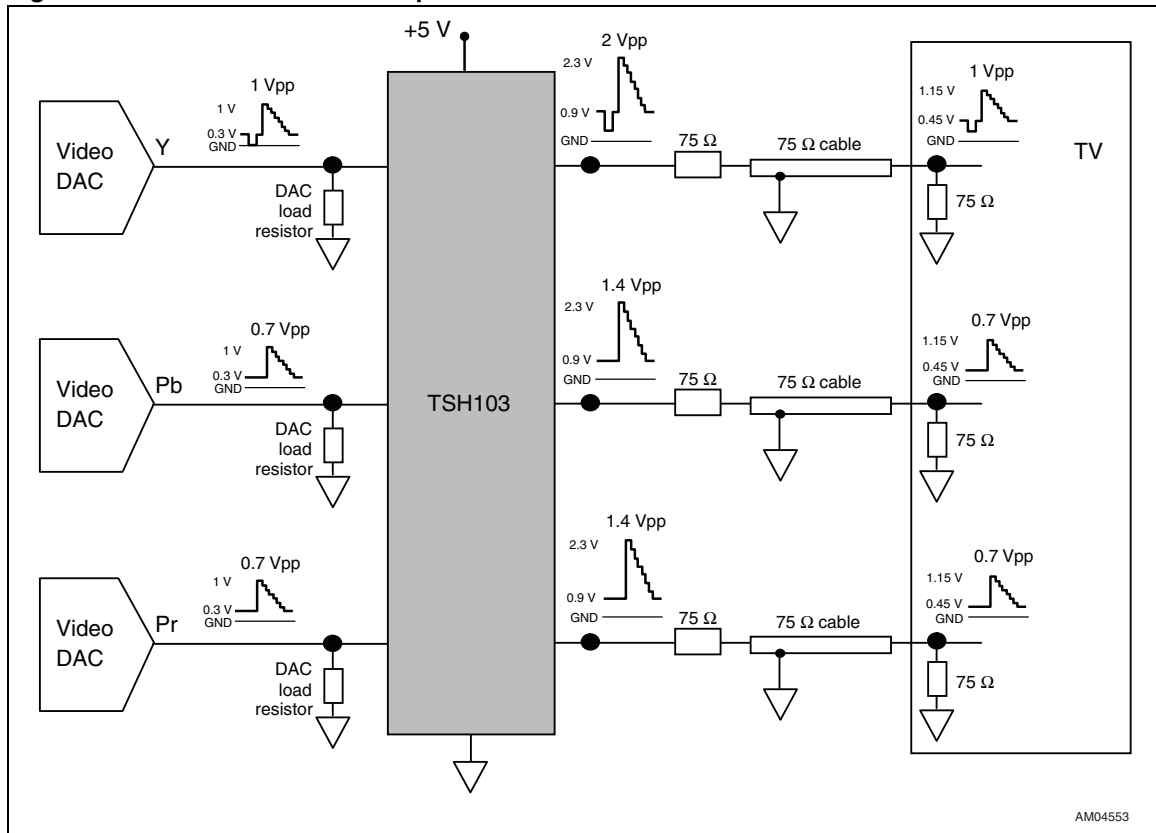 +5 V
2 Vpp
2.3 V
0.9 V
GND
1 Vpp
1 V
0.3 V
GND
1 Vpp
1.15 V
0.45 V
GND
TV
Video
DAC
Y
DAC
load
resistor
75 Ω
75 Ω cable
75 Ω
1.4 Vpp
2.3 V
0.9 V
GND
0.7 Vpp
1 V
0.3 V
GND
0.7 Vpp
1.15 V
0.45 V
GND
Video
DAC
Pb
DAC
load
resistor
TSH103
75 Ω
75 Ω cable
75 Ω
1.4 Vpp
2.3 V
0.9 V
GND
0.7 Vpp
1 V
0.3 V
GND
0.7 Vpp
1.15 V
0.45 V
GND
Video
DAC
Pr
DAC
load
resistor
75 Ω
75 Ω cable
75 Ω
AM04553